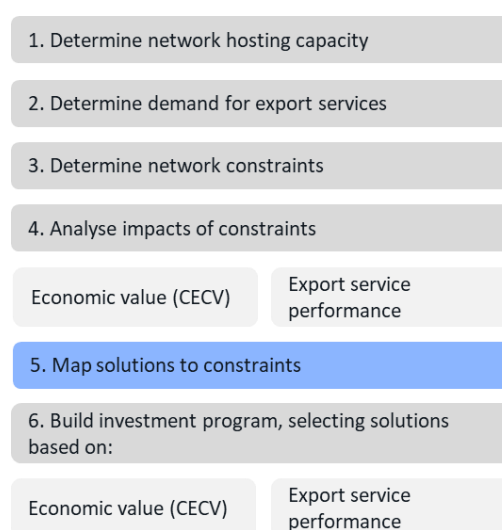 1. Determine network hosting capacity
2. Determine demand for export services
3. Determine network constraints
4. Analyse impacts of constraints
Economic value (CECV)
Export service
performance
5. Map solutions to constraints
6. Build investment program, selecting solutions
based on:
Economic value (CECV)
Export service
performance